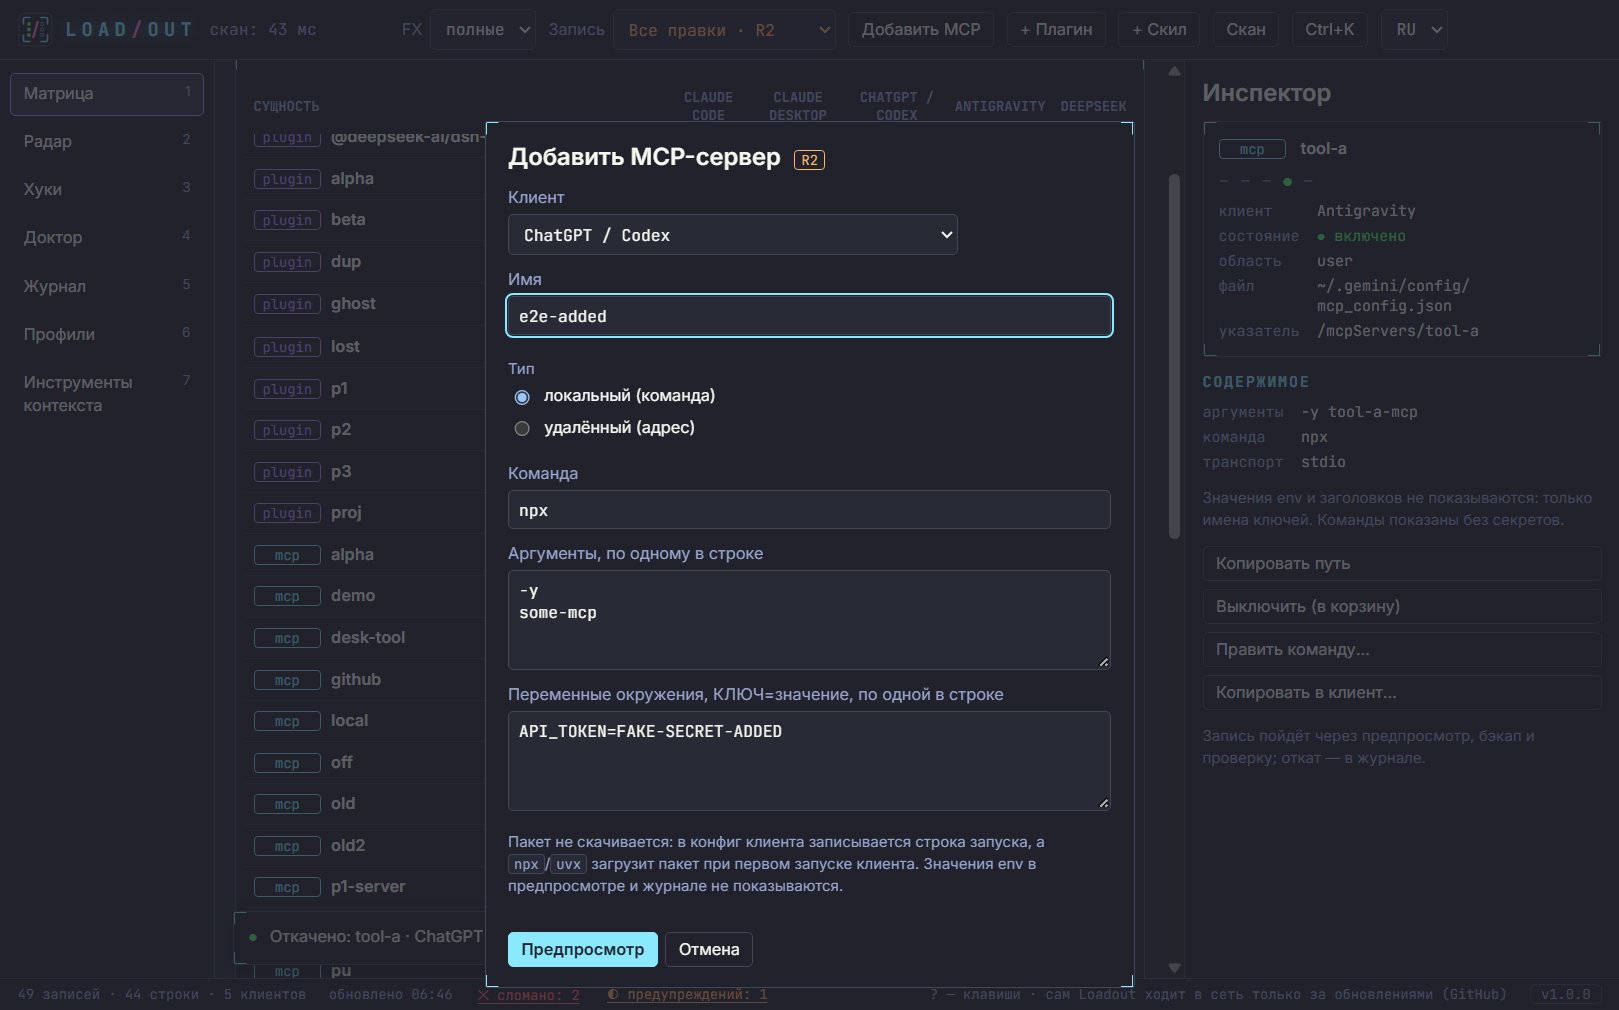 LOAD/OUT скан: 43 мс FX полные Запись Все правки · R2 Добавить MCP + Плагин + Скил Скан Ctrl+K RU
Матрица 1
Радар 2
Хуки 3
Доктор 4
Журнал 5
Профили 6
Инструменты контекста 7
СУЩНОСТЬ CLAUDE CODE CLAUDE DESKTOP CHATGPT / CODEX ANTIGRAVITY DEEPSEEK
plugin @deepseek-ai/dsh-
plugin alpha
plugin beta
plugin dup
plugin ghost
plugin lost
plugin p1
plugin p2
plugin p3
plugin proj
mcp alpha
mcp demo
mcp desk-tool
mcp github
mcp local
mcp off
mcp old
mcp old2
mcp p1-server
Откачено: tool-a · ChatGPT
mcp pu
Добавить MCP-сервер R2
Клиент
ChatGPT / Codex
Имя
e2e-added
Тип
локальный (команда)
удалённый (адрес)
Команда
npx
Аргументы, по одному в строке
-y
some-mcp
Переменные окружения, КЛЮЧ=значение, по одной в строке
API_TOKEN=FAKE-SECRET-ADDED
Пакет не скачивается: в конфиг клиента записывается строка запуска, а
npx/uvx загрузит пакет при первом запуске клиента. Значения env в
предпросмотре и журнале не показываются.
Предпросмотр Отмена
Инспектор
mcp tool-a
клиент Antigravity
состояние ● включено
область user
файл ~/.gemini/config/
mcp_config.json
указатель /mcpServers/tool-a
СОДЕРЖИМОЕ
аргументы -y tool-a-mcp
команда npx
транспорт stdio
Значения env и заголовков не показываются: только
имена ключей. Команды показаны без секретов.
Копировать путь
Выключить (в корзину)
Править команду...
Копировать в клиент...
Запись пойдёт через предпросмотр, бэкап и
проверку; откат — в журнале.
49 записей · 44 строки · 5 клиентов обновлено 06:46 × сломано: 2 ◐ предупреждений: 1 ? — клавиши · сам Loadout ходит в сеть только за обновлениями (GitHub) v1.0.0